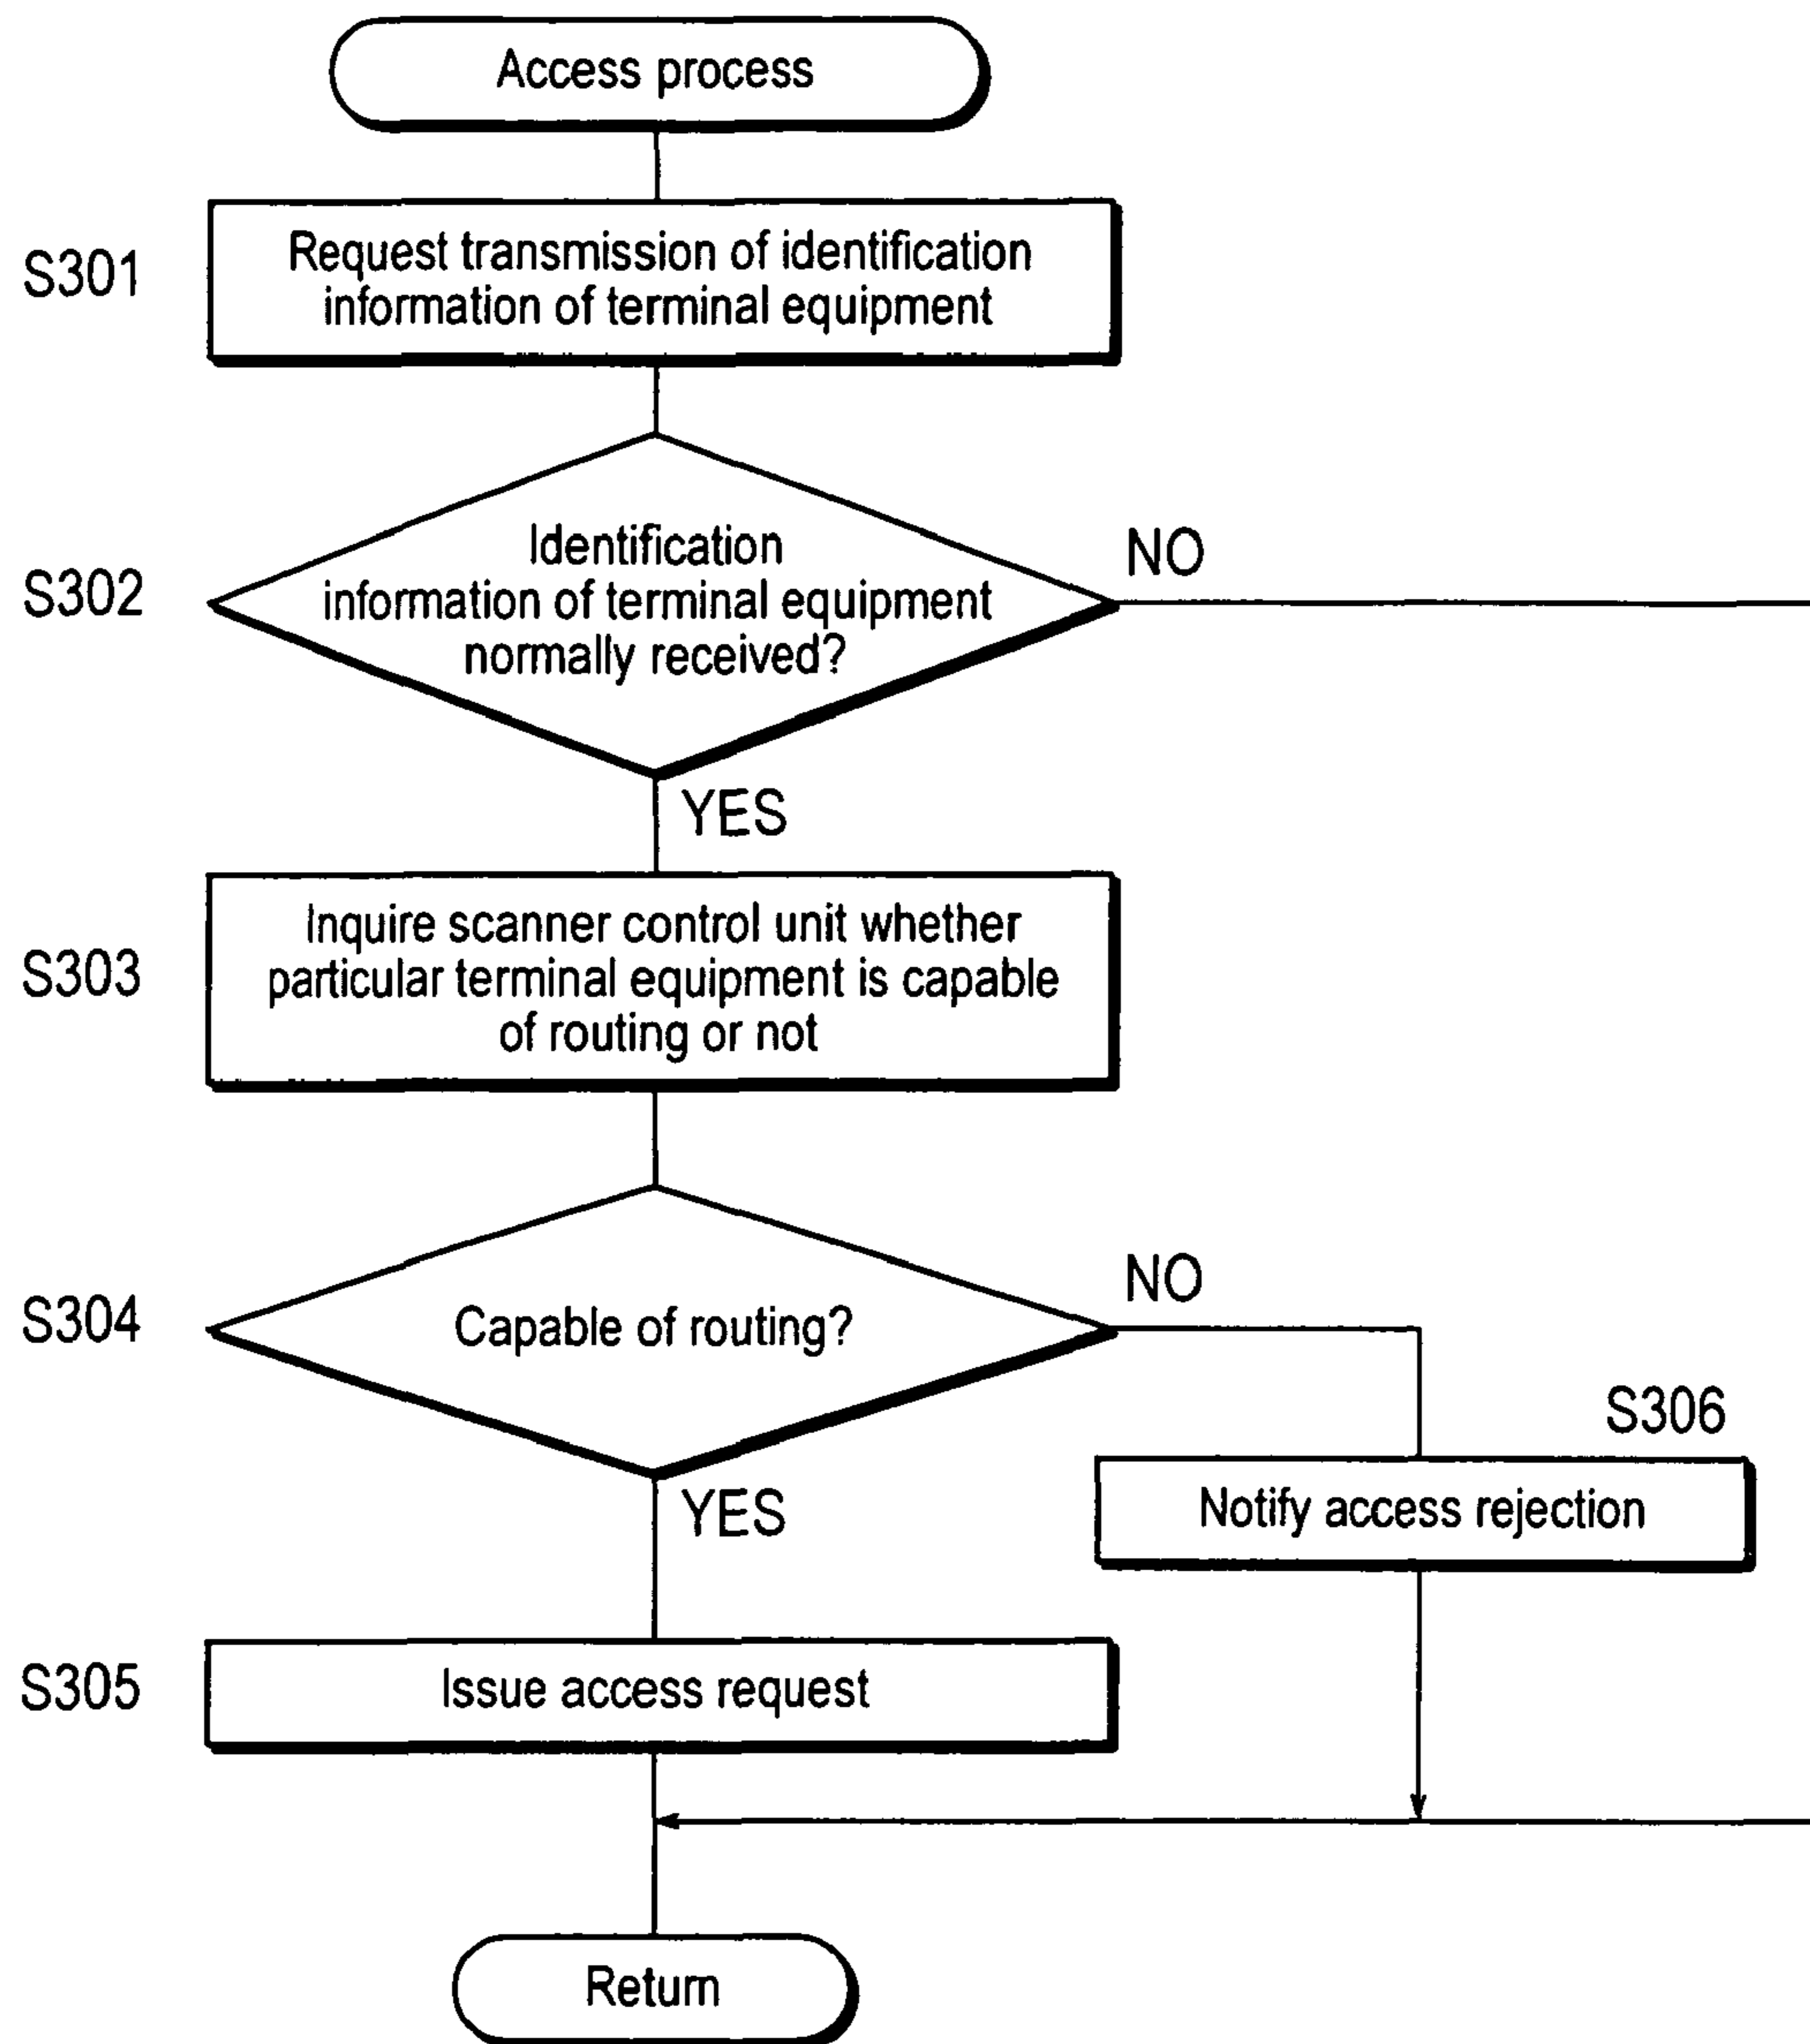 Access process
S301
Request transmission of identification
information of terminal equipment
S302
Identification
information of terminal equipment
normally received?
NO
YES
S303
Inquire scanner control unit whether
particular terminal equipment is capable
of routing or not
S304
Capable of routing?
NO
YES
S306
Notify access rejection
S305
Issue access request
Return